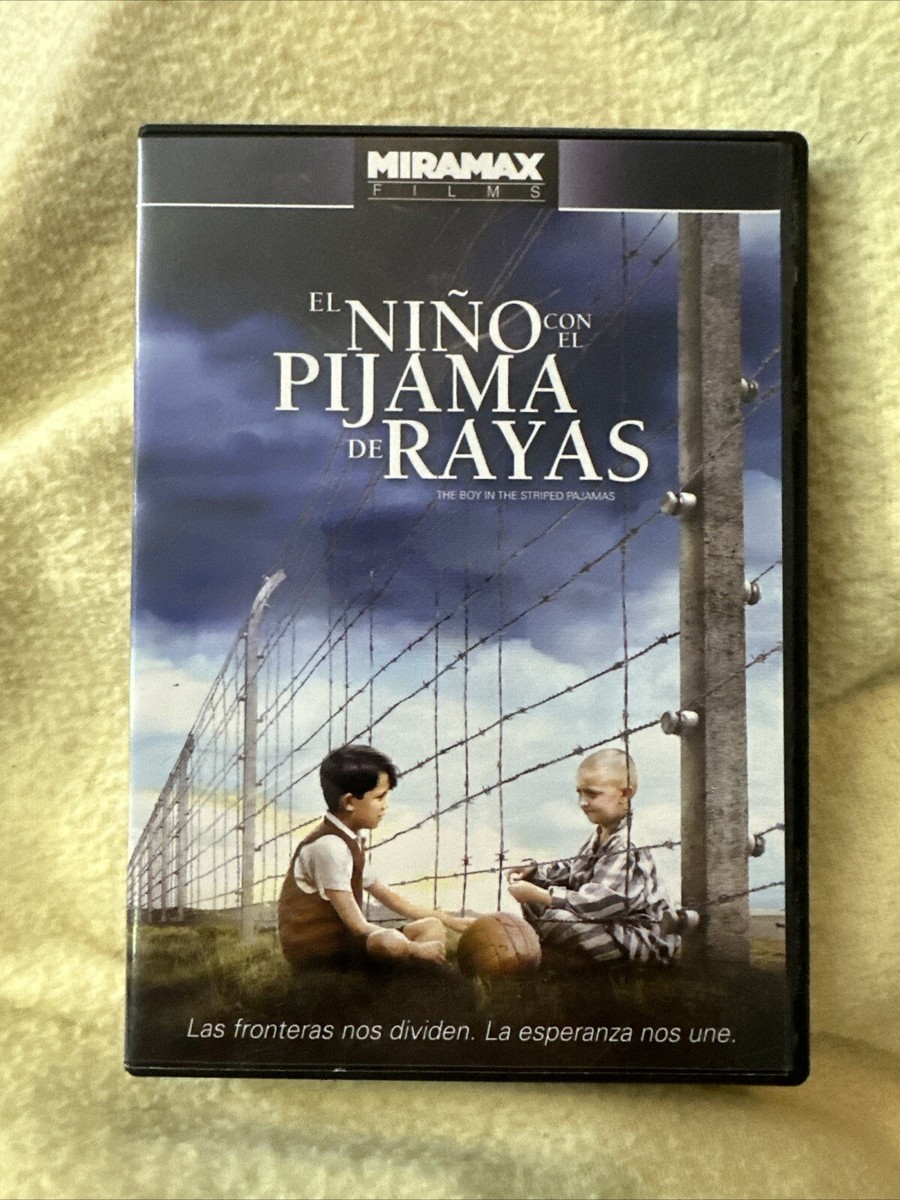 MIRAMAX
FILMS
EL NIÑO CON EL
PIJAMA
DE RAYAS
THE BOY IN THE STRIPED PAJAMAS
Las fronteras nos dividen. La esperanza nos une.